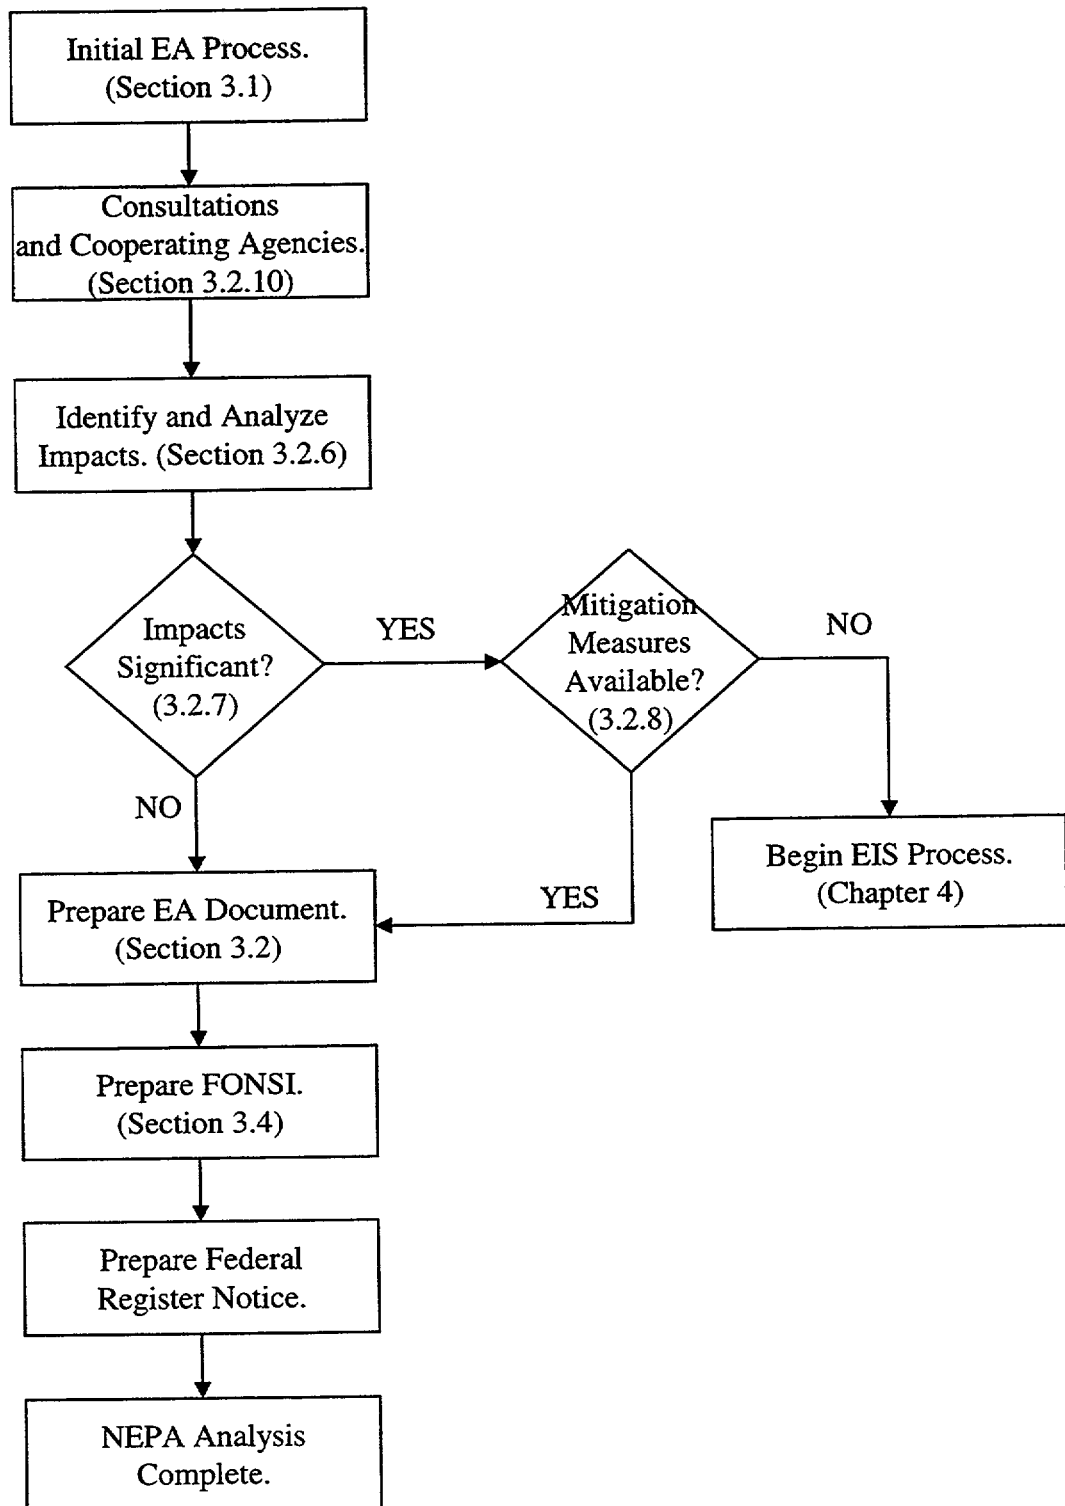 Initial EA Process.
(Section 3.1)
Consultations
and Cooperating Agencies.
(Section 3.2.10)
Identify and Analyze
Impacts. (Section 3.2.6)
Impacts
Significant?
(3.2.7)
YES
Mitigation
Measures
Available?
(3.2.8)
NO
NO
YES
Begin EIS Process.
(Chapter 4)
Prepare EA Document.
(Section 3.2)
Prepare FONSI.
(Section 3.4)
Prepare Federal
Register Notice.
NEPA Analysis
Complete.